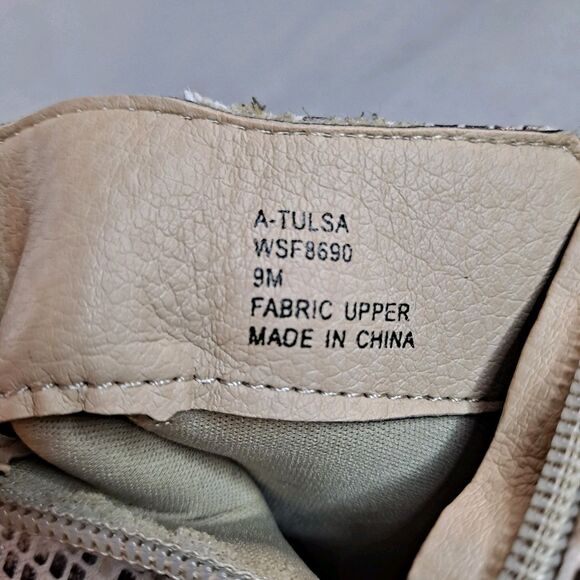 A-TULSA
WSF8690
9M
FABRIC UPPER
MADE IN CHINA